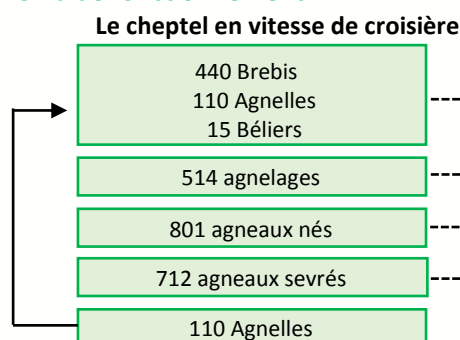 Le cheptel en vitesse de croisière
440 Brebis
110 Agnelles
15 Béliers
514 agnelages
801 agneaux nés
712 agneaux sevrés
110 Agnelles